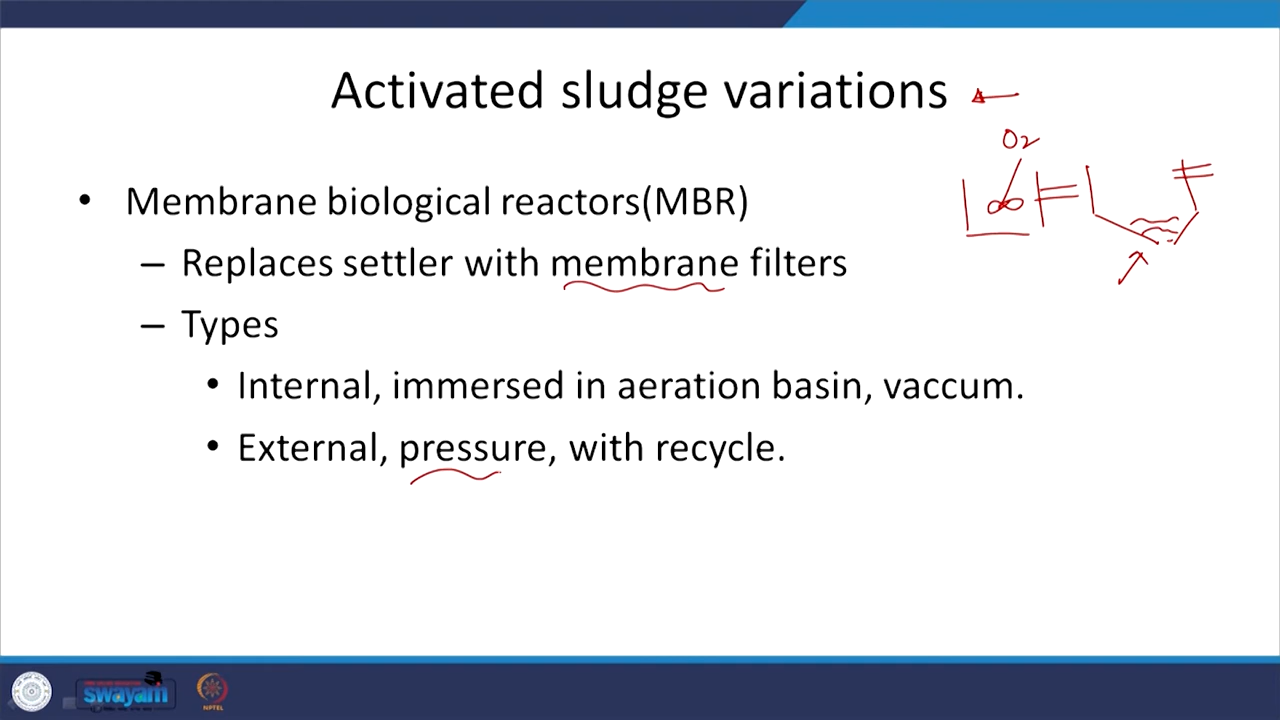 Activated sludge variations
O2
• Membrane biological reactors(MBR)
– Replaces settler with membrane filters
– Types
• Internal, immersed in aeration basin, vaccum.
• External, pressure, with recycle.
swayam
NPTEL